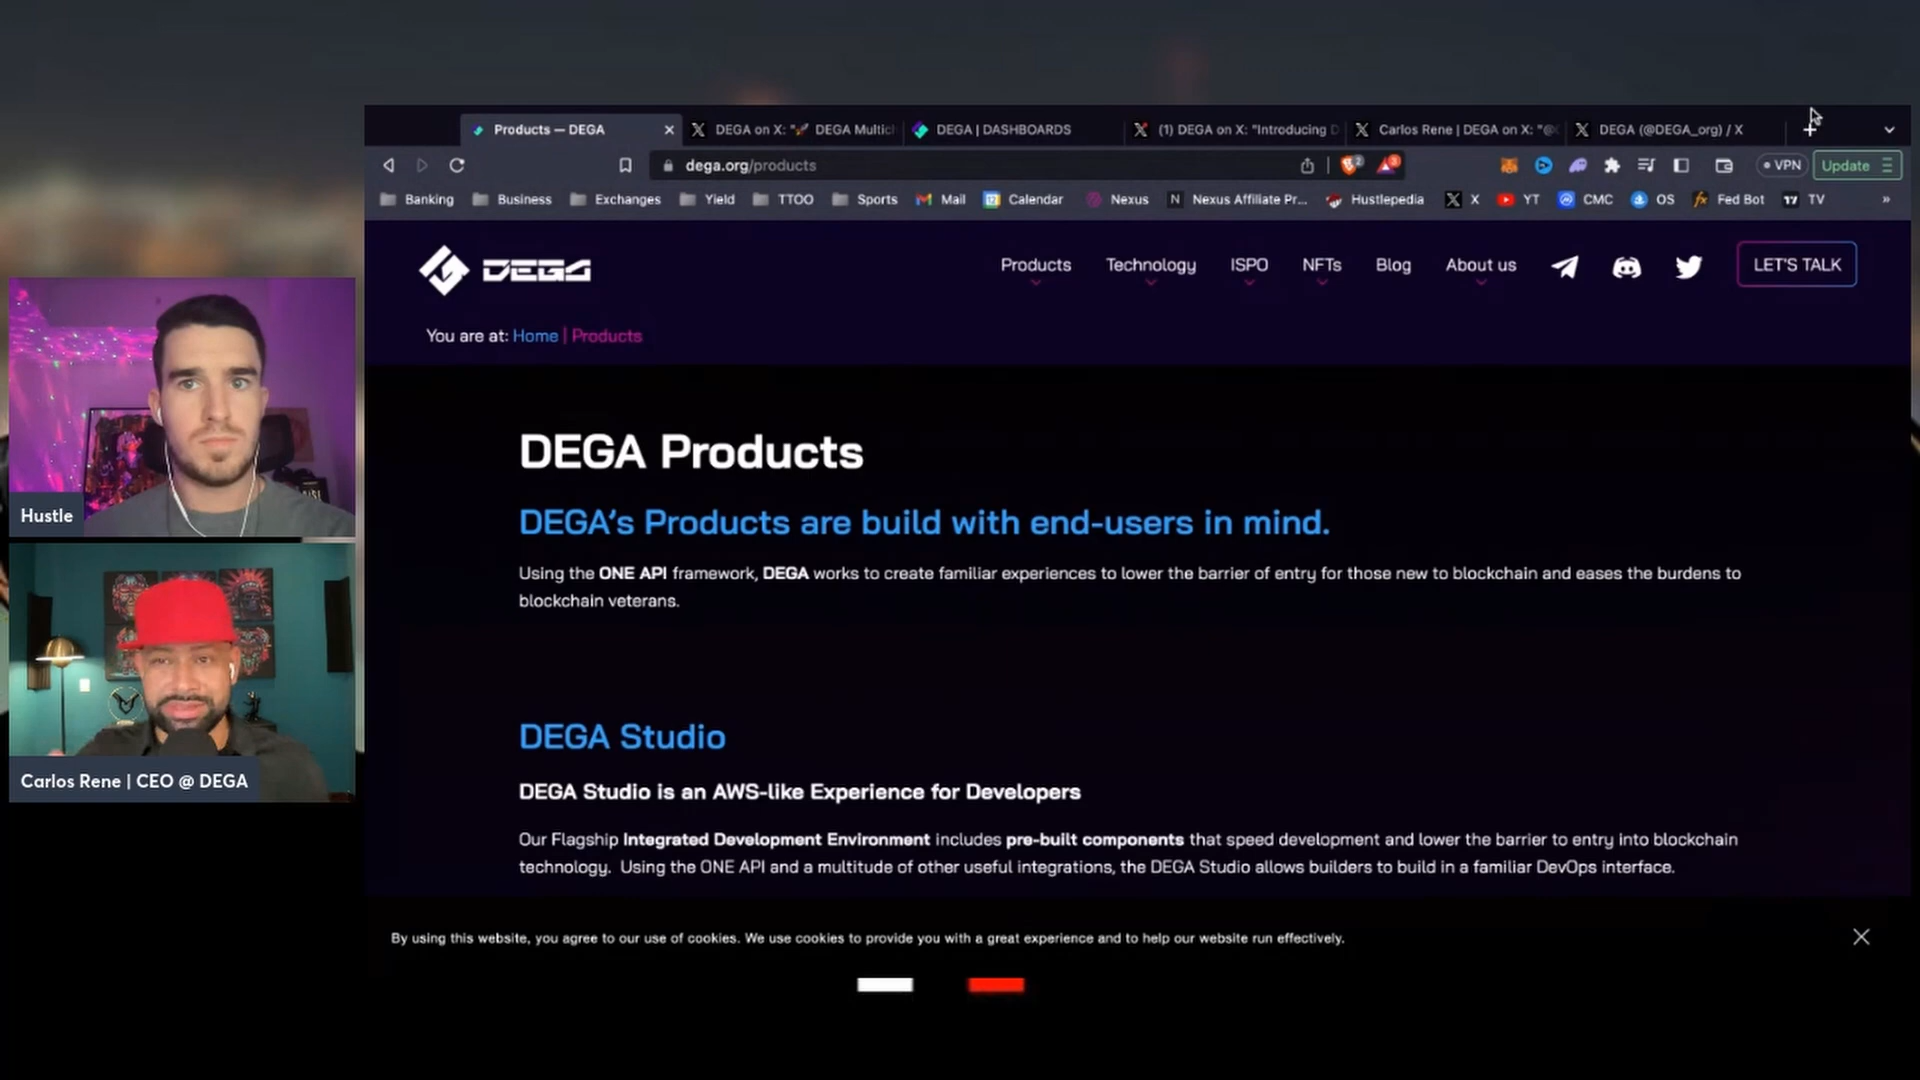 Products — DEGA
DEGA on X: "🚀 DEGA Multicl
DEGA | DASHBOARDS
(1) DEGA on X: "Introducing D
Carlos Rene | DEGA on X: "@
DEGA (@DEGA_org) / X
dega.org/products
2
3
VPN
Update
Banking
Business
Exchanges
Yield
TTOO
Sports
Mail
Calendar
Nexus
Nexus Affiliate Pr...
Hustlepedia
X
YT
CMC
OS
Fed Bot
TV
»
DEGA
Products
Technology
ISPO
NFTs
Blog
About us
LET'S TALK
You are at: Home | Products
DEGA Products
DEGA's Products are build with end-users in mind.
Using the ONE API framework, DEGA works to create familiar experiences to lower the barrier of entry for those new to blockchain and eases the burdens to
blockchain veterans.
DEGA Studio
DEGA Studio is an AWS-like Experience for Developers
Our Flagship Integrated Development Environment includes pre-built components that speed development and lower the barrier to entry into blockchain
technology. Using the ONE API and a multitude of other useful integrations, the DEGA Studio allows builders to build in a familiar DevOps interface.
By using this website, you agree to our use of cookies. We use cookies to provide you with a great experience and to help our website run effectively.
Hustle
Carlos Rene | CEO @ DEGA